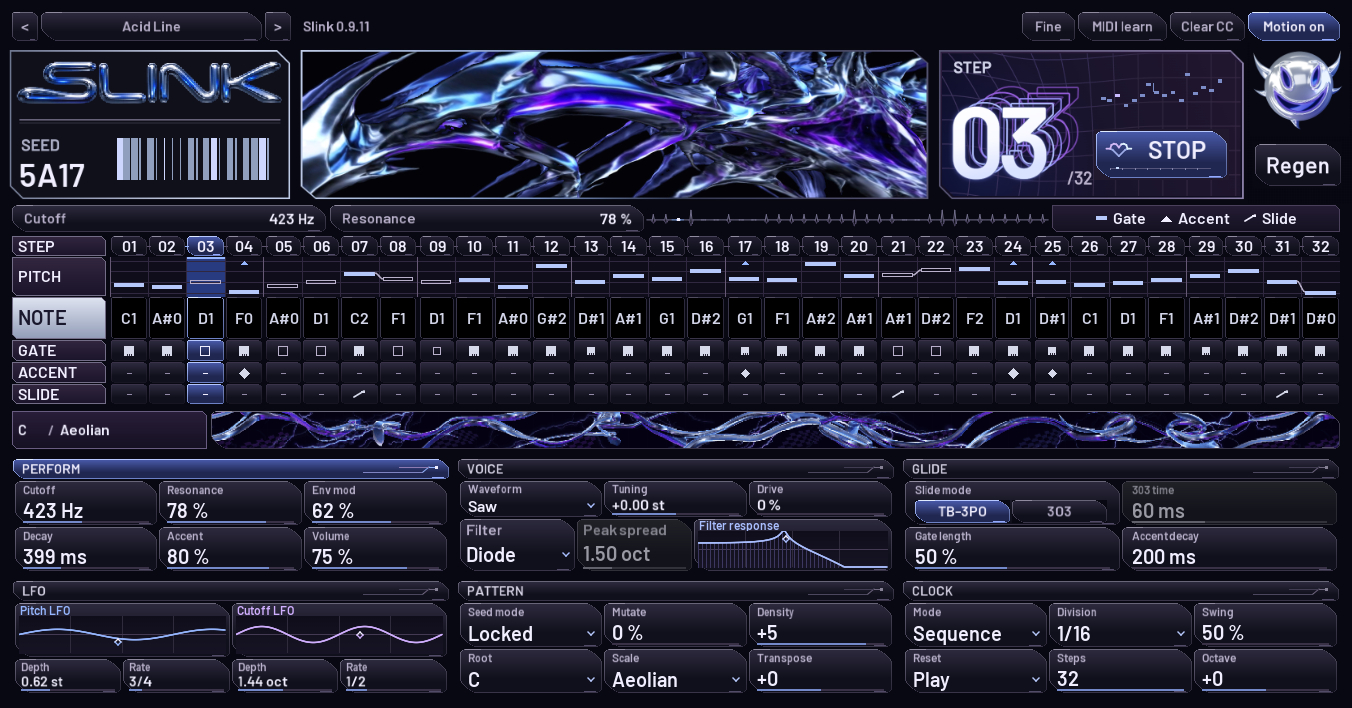 < Acid Line > Slink 0.9.11 Fine MIDI learn Clear CC Motion on
SLINK
SEED
5A17
STEP
03
/32
STOP
Regen
Cutoff 423 Hz Resonance 78 % Gate Accent Slide
STEP 01 02 03 04 05 06 07 08 09 10 11 12 13 14 15 16 17 18 19 20 21 22 23 24 25 26 27 28 29 30 31 32
PITCH
NOTE C1 A#0 D1 F0 A#0 D1 C2 F1 D1 F1 A#0 G#2 D#1 A#1 G1 D#2 G1 F1 A#2 A#1 A#1 D#2 F2 D1 D#1 C1 D1 F1 A#1 D#2 D#1 D#0
GATE
ACCENT - - - - - - - - - - - - - - - - - - - - - - - - - - - - -
SLIDE - - - - - - - - - - - - - - - - - - - - - - - - - - - - -
C / Aeolian
PERFORM
Cutoff Resonance Env mod
423 Hz 78 % 62 %
Decay Accent Volume
399 ms 80 % 75 %
VOICE
Waveform Tuning Drive
Saw +0.00 st 0 %
Filter Peak spread Filter response
Diode 1.50 oct
GLIDE
Slide mode 303 time
TB-3PO 303 60 ms
Gate length Accent decay
50 % 200 ms
LFO
Pitch LFO Cutoff LFO
Depth Rate Depth Rate
0.62 st 3/4 1.44 oct 1/2
PATTERN
Seed mode Mutate Density
Locked 0 % +5
Root Scale Transpose
C Aeolian +0
CLOCK
Mode Division Swing
Sequence 1/16 50 %
Reset Steps Octave
Play 32 +0